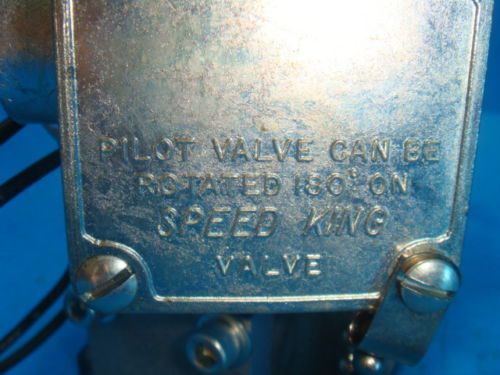 PILOT VALVE CAN BE
ROTATED 180° ON
SPEED KING
VALVE